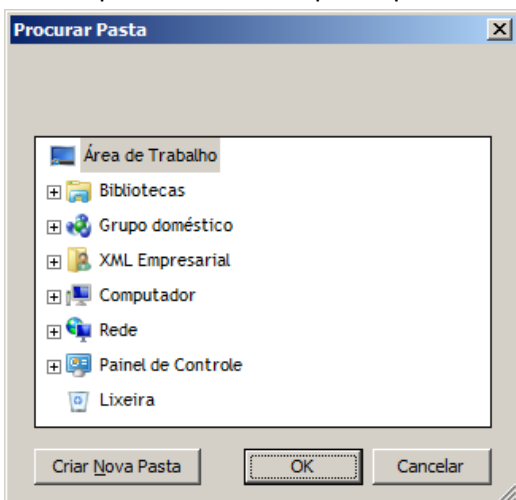 Procurar Pasta
Área de Trabalho
Bibliotecas
Grupo doméstico
XML Empresarial
Computador
Rede
Painel de Controle
Lixeira
Criar Nova Pasta OK Cancelar